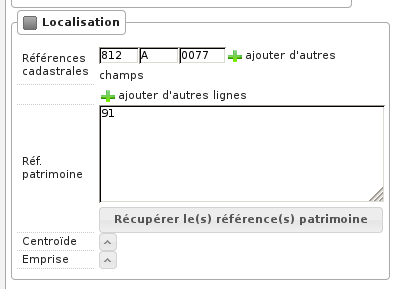 Localisation
Références cadastrales
812 A 0077 ajouter d'autres champs
ajouter d'autres lignes
Réf. patrimoine
91
Récupérer le(s) référence(s) patrimoine
Centroïde
Emprise